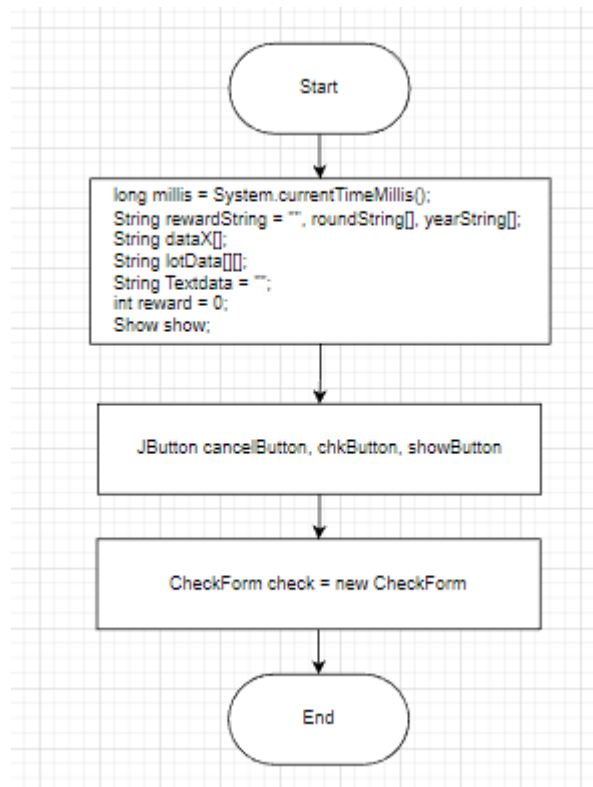 Start
long millis = System.currentTimeMillis();
String rewardString = "", roundString[], yearString[];
String dataX[];
String lotData[][];
String Textdata = "";
int reward = 0;
Show show;
JButton cancelButton, chkButton, showButton
CheckForm check = new CheckForm
End